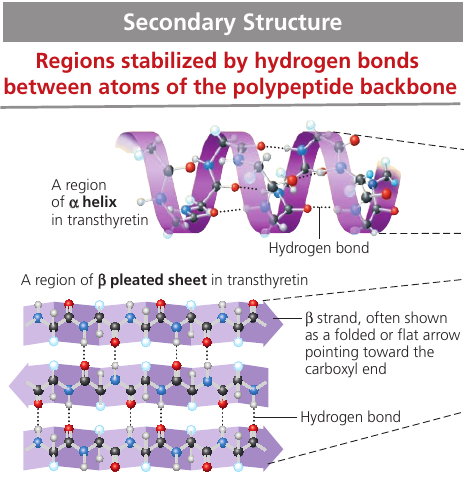 Secondary Structure
Regions stabilized by hydrogen bonds
between atoms of the polypeptide backbone
A region
of α helix
in transthyretin
Hydrogen bond
A region of β pleated sheet in transthyretin
β strand, often shown
as a folded or flat arrow
pointing toward the
carboxyl end
Hydrogen bond